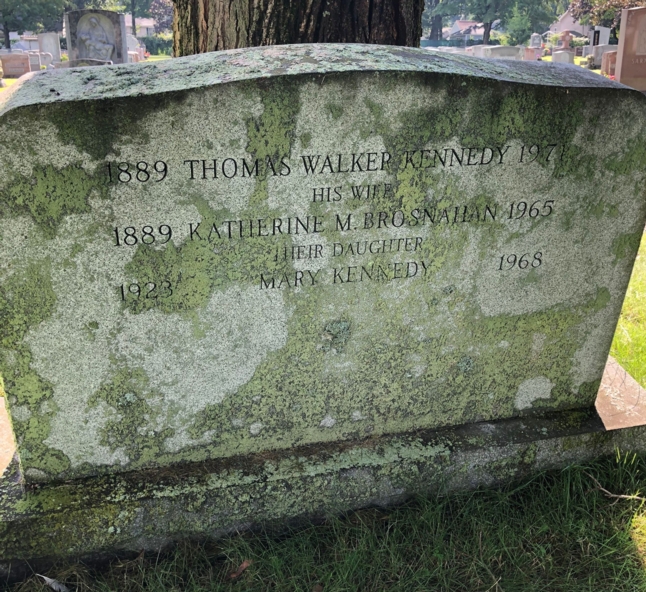 1889 THOMAS WALKER KENNEDY 1971
HIS WIFE
1889 KATHERINE M. BROSNAHAN 1965
THEIR DAUGHTER
1923 MARY KENNEDY 1968